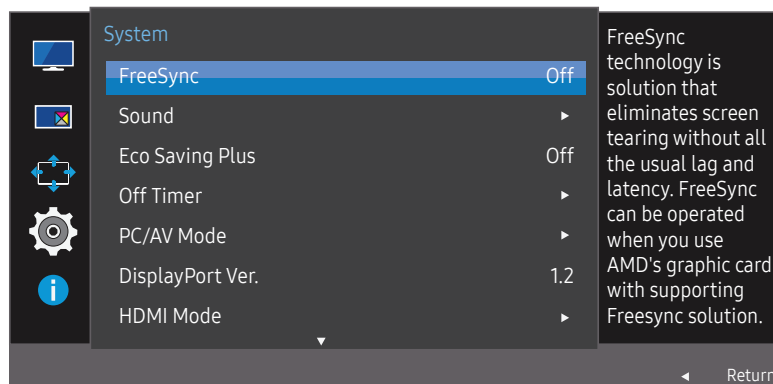 System
FreeSync Off
Sound
Eco Saving Plus Off
Off Timer
PC/AV Mode
DisplayPort Ver. 1.2
HDMI Mode
FreeSync
technology is
solution that
eliminates screen
tearing without all
the usual lag and
latency. FreeSync
can be operated
when you use
AMD's graphic card
with supporting
Freesync solution.
Return